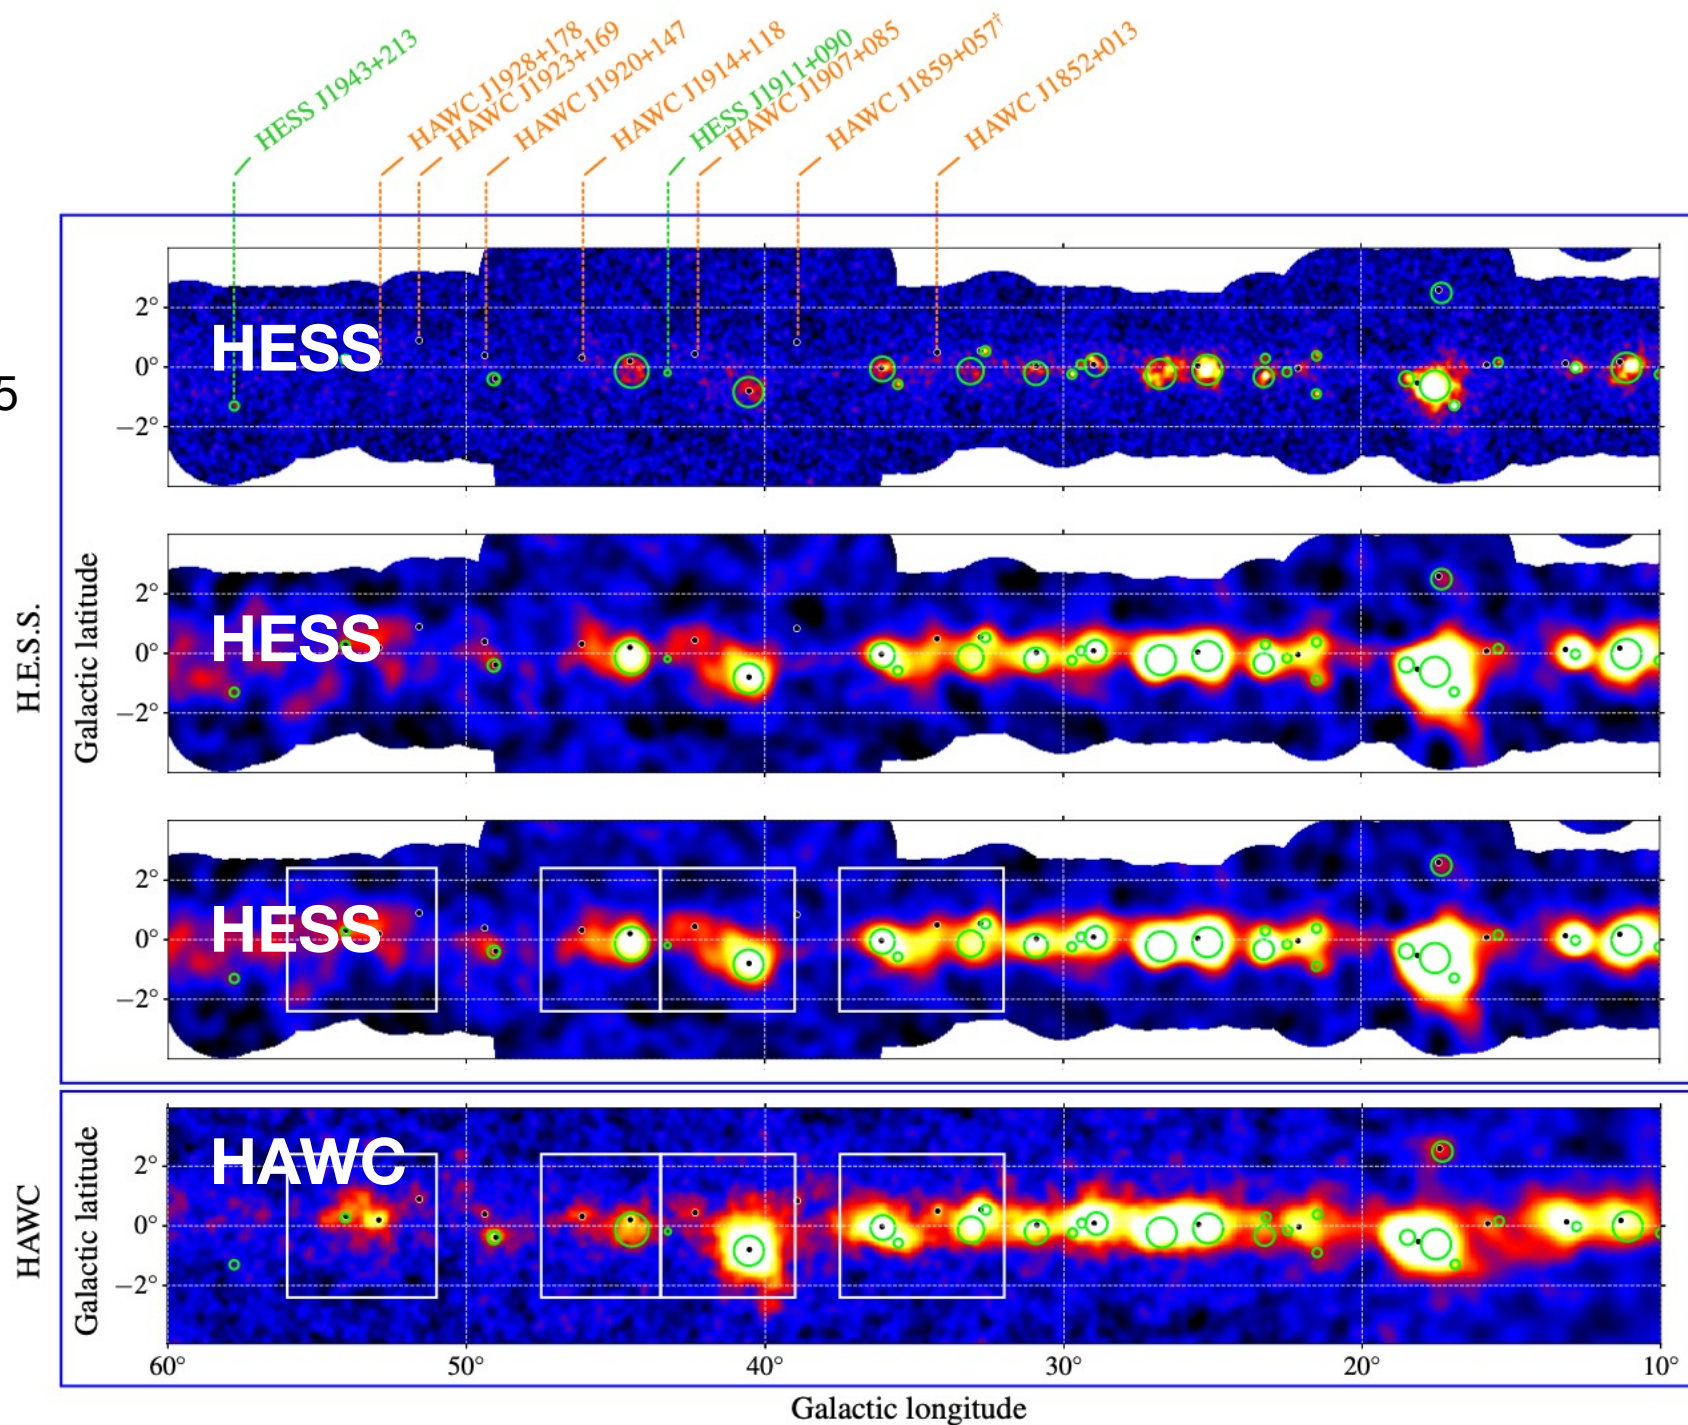 HESS J1943+213
HAWC J1928+178
HAWC J1923+169
HAWC J1920+147
HAWC J1914+118
HESS J1911+090
HAWC J1907+085
HAWC J1859+057†
HAWC J1852+013
2°
HESS
0°
5
−2°
2°
HESS
0°
−2°
H.E.S.S.
Galactic latitude
2°
HESS
0°
−2°
HAWC
2°
0°
−2°
HAWC
Galactic latitude
60° 50° 40° 30° 20° 10°
Galactic longitude